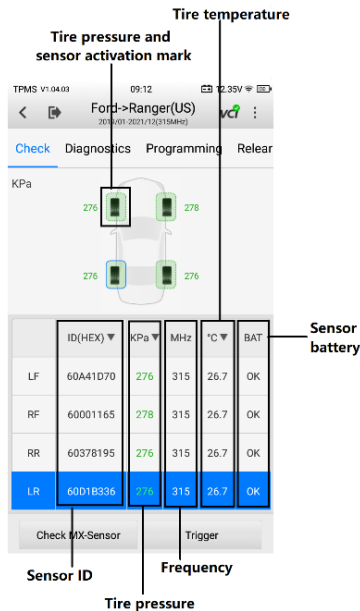 Tire temperature
Tire pressure and
sensor activation mark
TPMS V1.04.03 09:12 12.35V
Ford->Ranger(US) VCI
2019/01-2021/12(315MHz)
Check Diagnostics Programming Relear
KPa
276 278
276 276
ID(HEX) ▼ KPa ▼ MHz °C ▼ BAT
Sensor
battery
LF 60A41D70 276 315 26.7 OK
RF 60001165 278 315 26.7 OK
RR 60378195 276 315 26.7 OK
LR 60D1B336 276 315 26.7 OK
Check MX-Sensor Trigger
Sensor ID
Frequency
Tire pressure